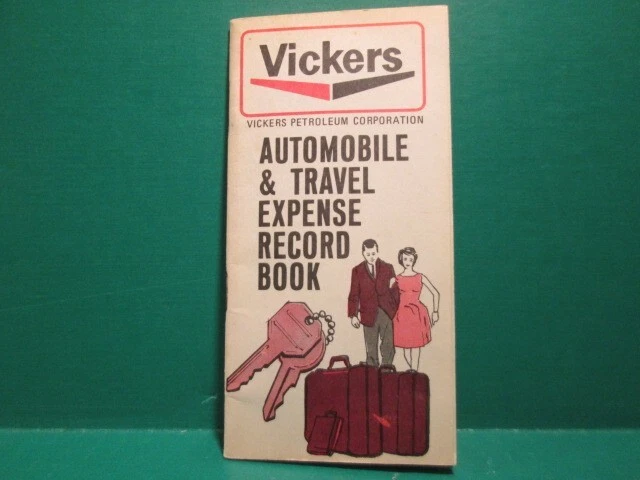 Vickers
VICKERS PETROLEUM CORPORATION
AUTOMOBILE
& TRAVEL
EXPENSE
RECORD
BOOK